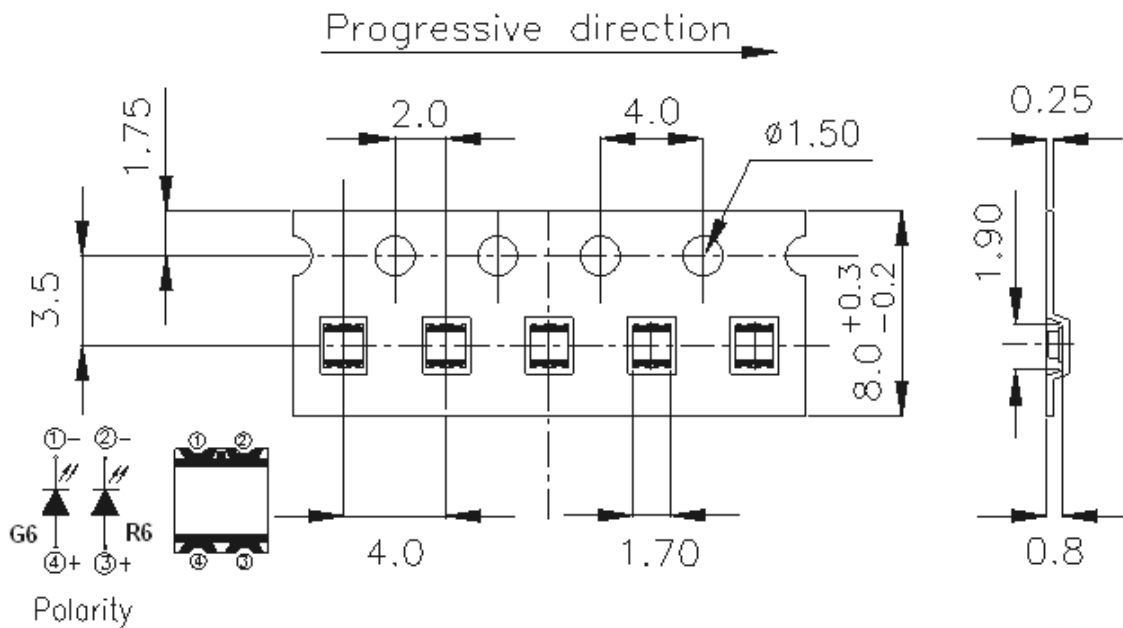 Progressive direction
0.25
1.75
2.0
4.0
ø1.50
1.90
3.5
8.0 +0.3 -0.2
①- ②-
① ②
G6 R6
④+ ③+
④ ③
4.0
1.70
0.8
Polarity